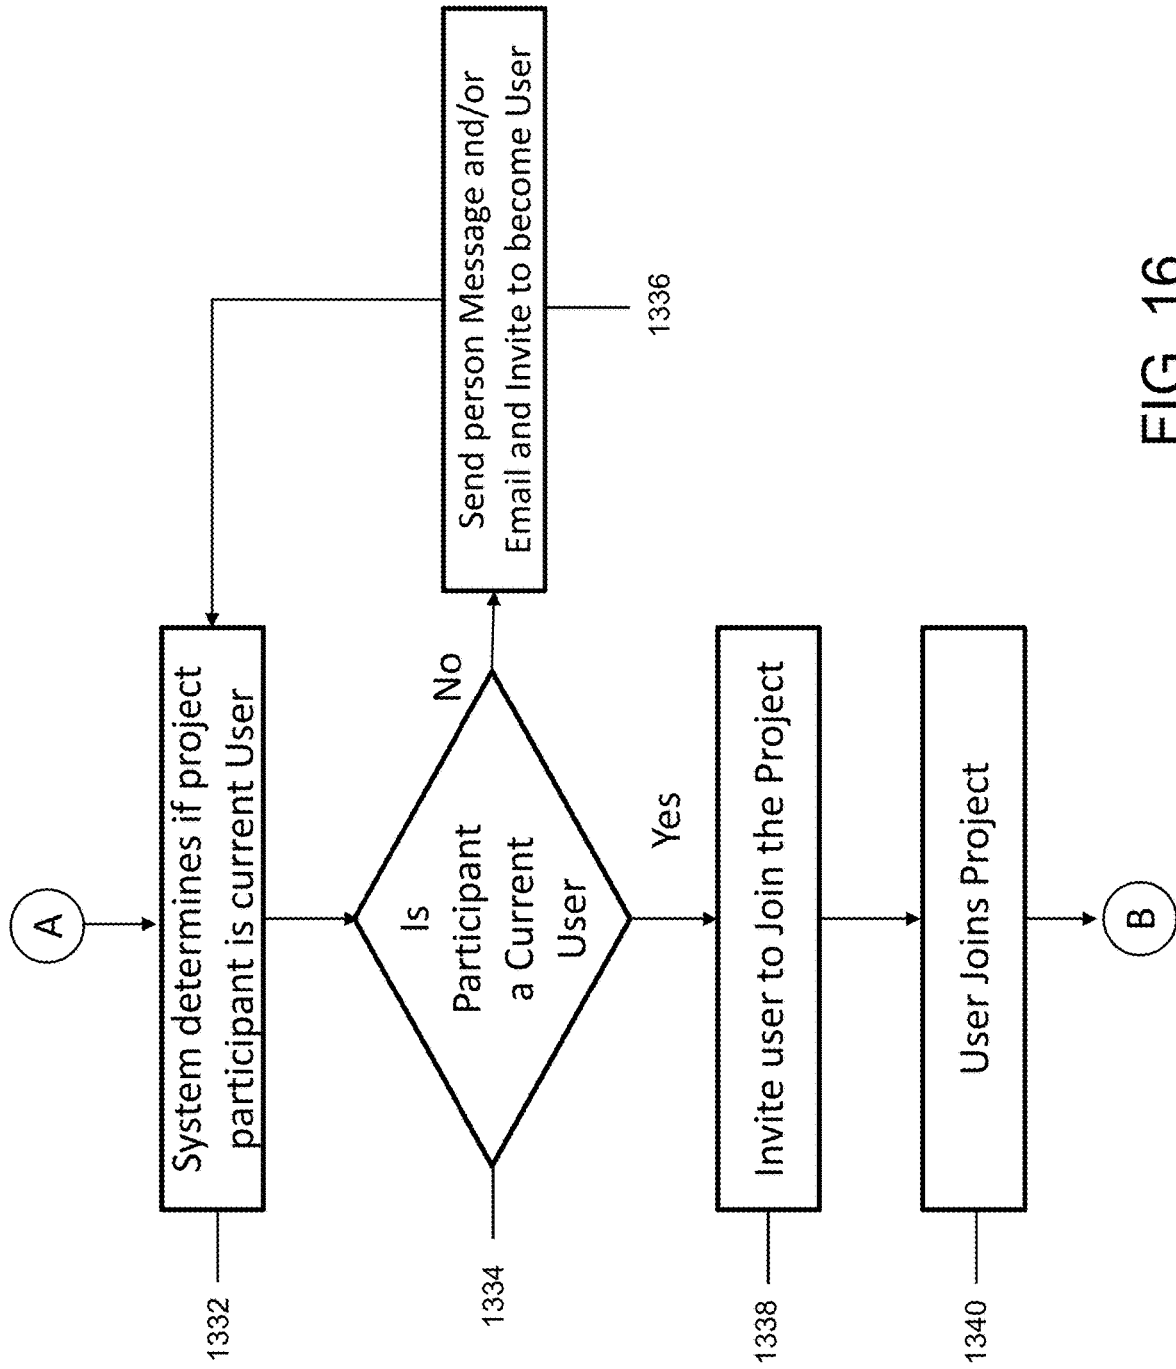 A
System determines if project
participant is current User
1332
Is
Participant
a Current
User
1334
No
Send person Message and/or
Email and Invite to become User
1336
Yes
Invite user to Join the Project
1338
User Joins Project
1340
B
FIG. 16